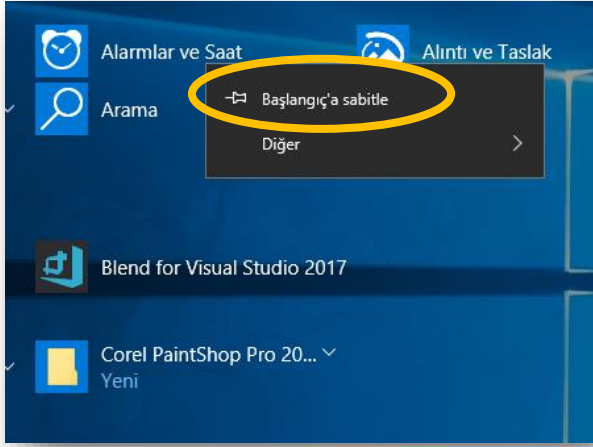 Alarmlar ve Saat
Alıntı ve Taslak
Arama
Başlangıç'a sabitle
Diğer
Blend for Visual Studio 2017
Corel PaintShop Pro 20...
Yeni